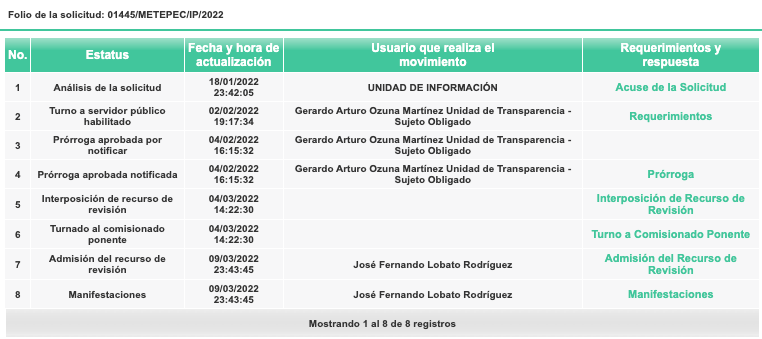 Folio de la solicitud: 01445/METEPEC/IP/2022
No. Estatus Fecha y hora de actualización Usuario que realiza el movimiento Requerimientos y respuesta
1 Análisis de la solicitud 18/01/2022 23:42:05 UNIDAD DE INFORMACIÓN Acuse de la Solicitud
2 Turno a servidor público habilitado 02/02/2022 19:17:34 Gerardo Arturo Ozuna Martínez Unidad de Transparencia - Sujeto Obligado Requerimientos
3 Prórroga aprobada por notificar 04/02/2022 16:15:32 Gerardo Arturo Ozuna Martínez Unidad de Transparencia - Sujeto Obligado
4 Prórroga aprobada notificada 04/02/2022 16:15:32 Gerardo Arturo Ozuna Martínez Unidad de Transparencia - Sujeto Obligado Prórroga
5 Interposición de recurso de revisión 04/03/2022 14:22:30 Interposición de Recurso de Revisión
6 Turnado al comisionado ponente 04/03/2022 14:22:30 Turno a Comisionado Ponente
7 Admisión del recurso de revisión 09/03/2022 23:43:45 José Fernando Lobato Rodríguez Admisión del Recurso de Revisión
8 Manifestaciones 09/03/2022 23:43:45 José Fernando Lobato Rodríguez Manifestaciones
Mostrando 1 al 8 de 8 registros